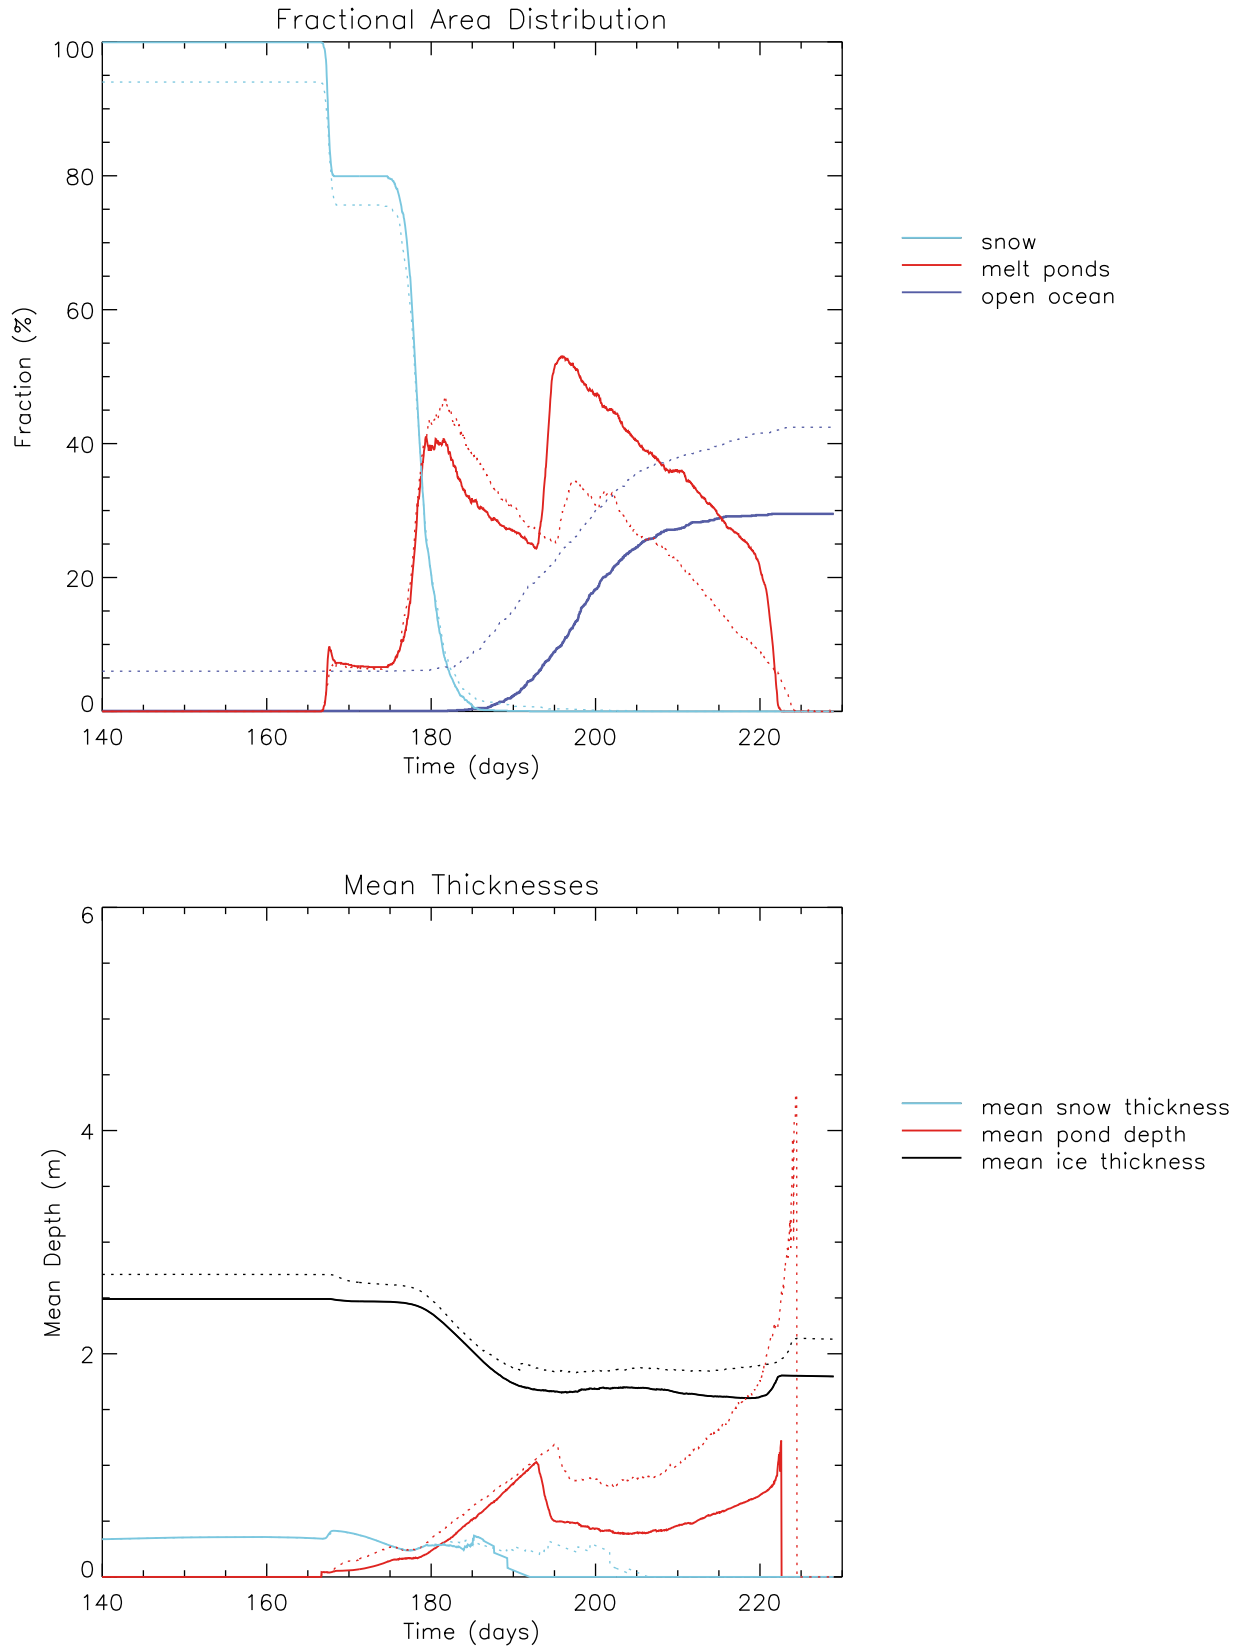 Fractional Area Distribution
100
80
60
40
20
0
Fraction (%)
140 160 180 200 220
Time (days)
snow
melt ponds
open ocean
Mean Thicknesses
6
4
2
0
Mean Depth (m)
140 160 180 200 220
Time (days)
mean snow thickness
mean pond depth
mean ice thickness